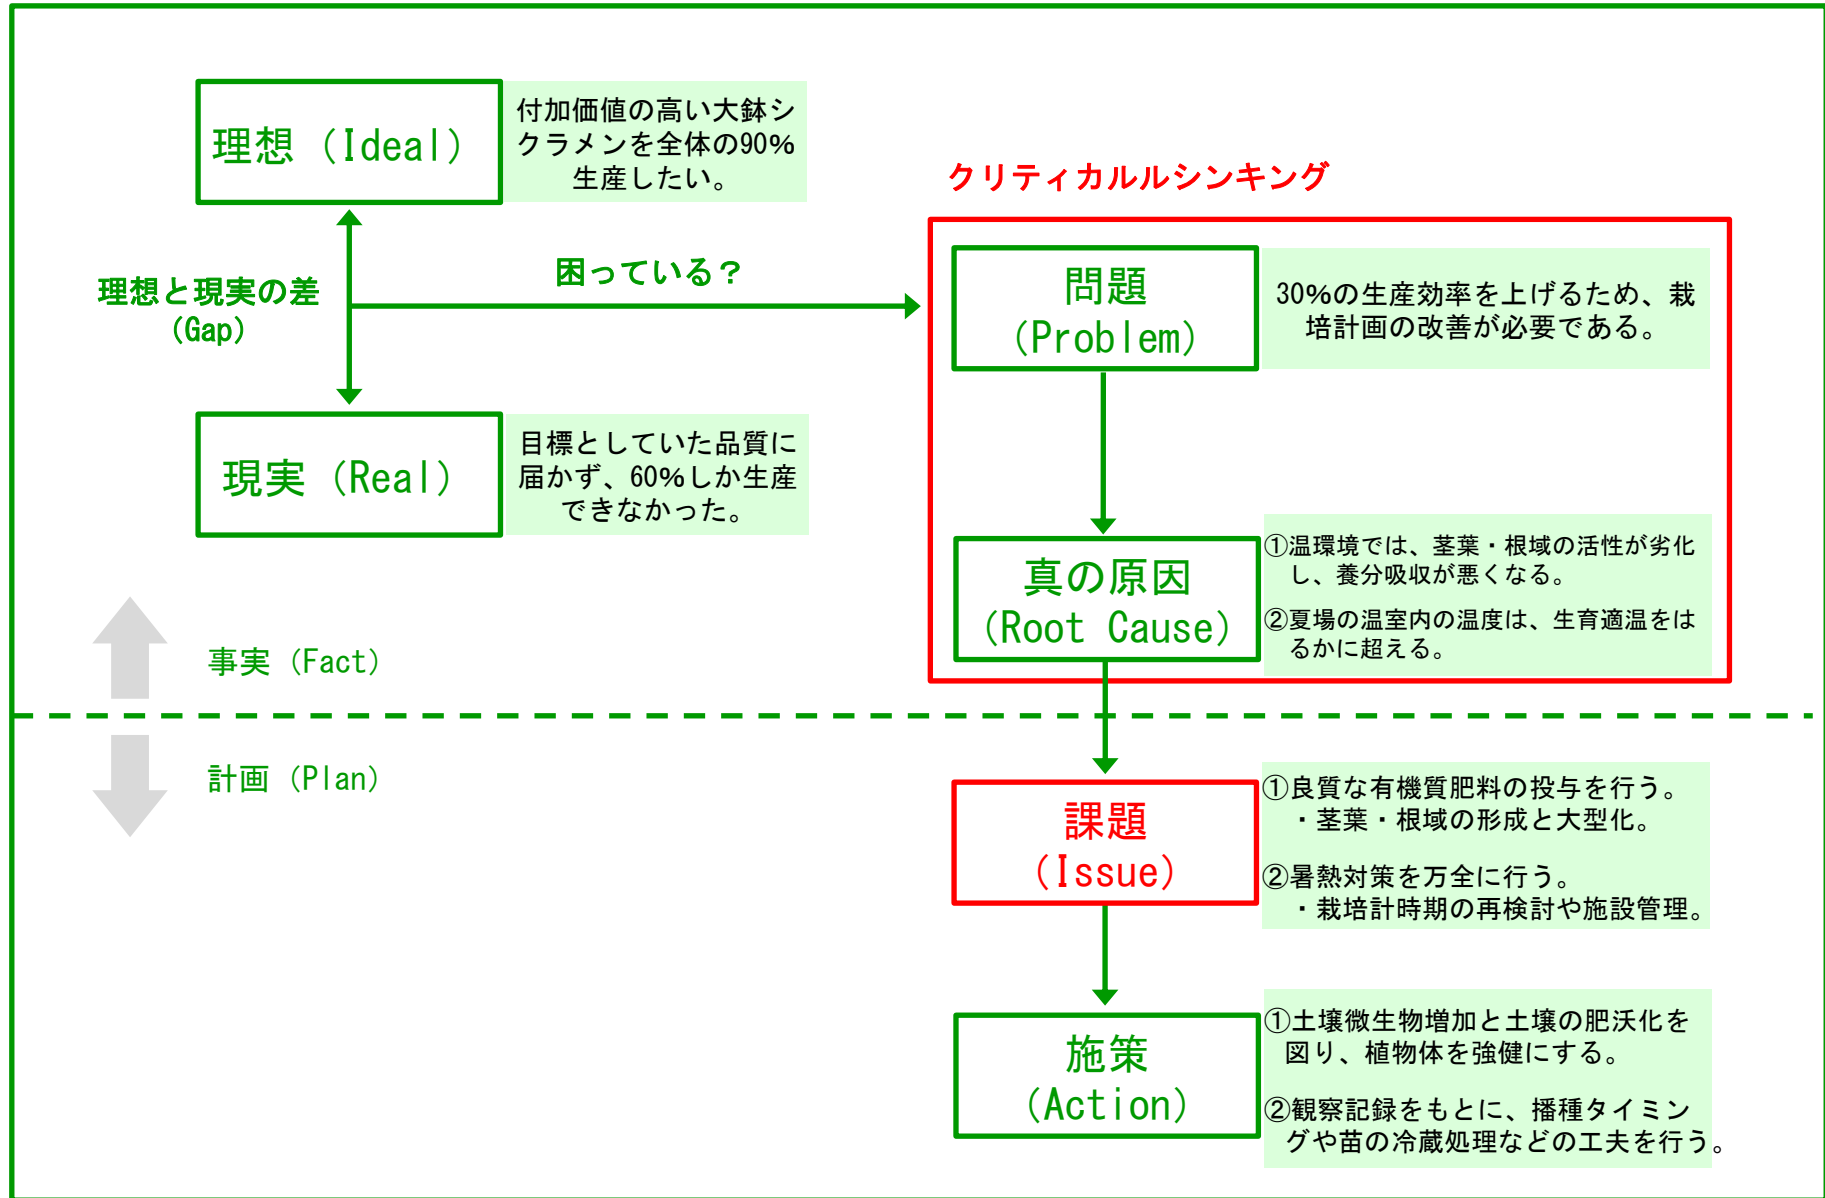 理想（Ideal）
付加価値の高い大鉢シ
クラメンを全体の90%
生産したい。
クリティカルルシンキング
理想と現実の差
（Gap）
困っている？
問題
（Problem）
30%の生産効率を上げるため、栽
培計画の改善が必要である。
現実（Real）
目標としていた品質に
届かず、60%しか生産
できなかった。
真の原因
（Root Cause）
①温環境では、茎葉・根域の活性が劣化
し、養分吸収が悪くなる。
②夏場の温室内の温度は、生育適温をは
るかに超える。
事実（Fact）
計画（Plan）
課題
（Issue）
①良質な有機質肥料の投与を行う。
・茎葉・根域の形成と大型化。
②暑熱対策を万全に行う。
・栽培計時期の再検討や施設管理。
施策
（Action）
①土壌微生物増加と土壌の肥沃化を
図り、植物体を強健にする。
②観察記録をもとに、播種タイミン
グや苗の冷蔵処理などの工夫を行う。